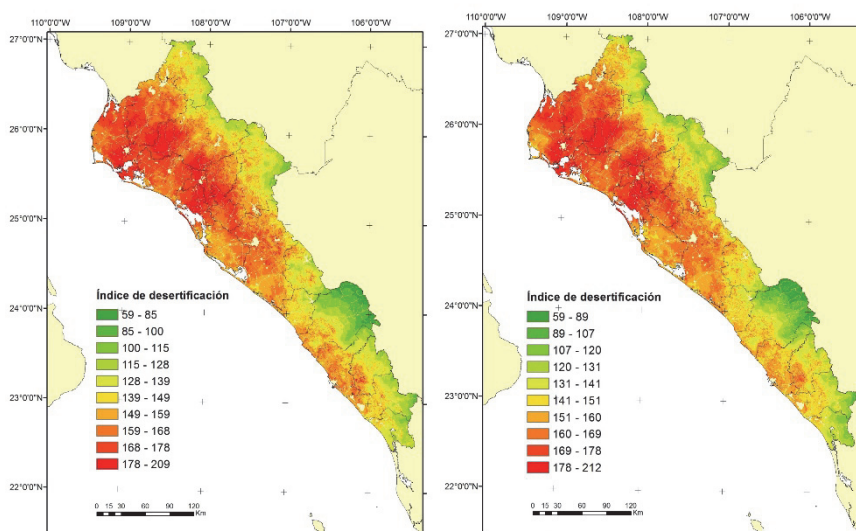 110°0'0"W 109°0'0"W 108°0'0"W 107°0'0"W 106°0'0"W
27°0'0"N
26°0'0"N
25°0'0"N
24°0'0"N
23°0'0"N
22°0'0"N
Índice de desertificación
59 - 85
85 - 100
100 - 115
115 - 128
128 - 139
139 - 149
149 - 159
159 - 168
168 - 178
178 - 209
0 15 30 60 90 120
Km
110°0'0"W 109°0'0"W 108°0'0"W 107°0'0"W 106°0'0"W
27°0'0"N
26°0'0"N
25°0'0"N
24°0'0"N
23°0'0"N
22°0'0"N
Índice de desertificación
59 - 89
89 - 107
107 - 120
120 - 131
131 - 141
141 - 151
151 - 160
160 - 169
169 - 178
178 - 212
0 15 30 60 90 120
Km